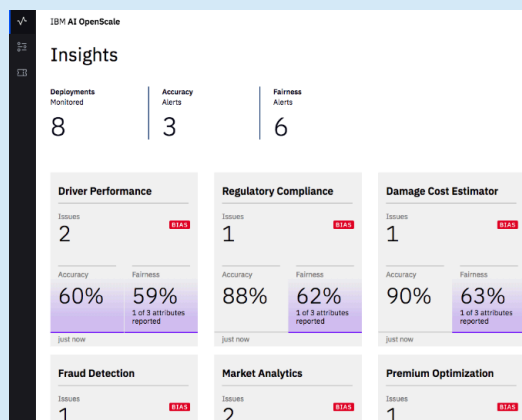 IBM AI OpenScale
Insights
Deployments Accuracy Fairness
Monitored Alerts Alerts
8 3 6
Driver Performance Regulatory Compliance Damage Cost Estimator
Issues Issues Issues
2 BIAS 1 BIAS 1 BIAS
Accuracy Fairness Accuracy Fairness Accuracy Fairness
60% 59% 88% 62% 90% 63%
1 of 3 attributes 1 of 3 attributes 1 of 3 attributes
reported reported reported
just now just now just now
Fraud Detection Market Analytics Premium Optimization
Issues Issues Issues
1 BIAS 2 BIAS 1 BIAS